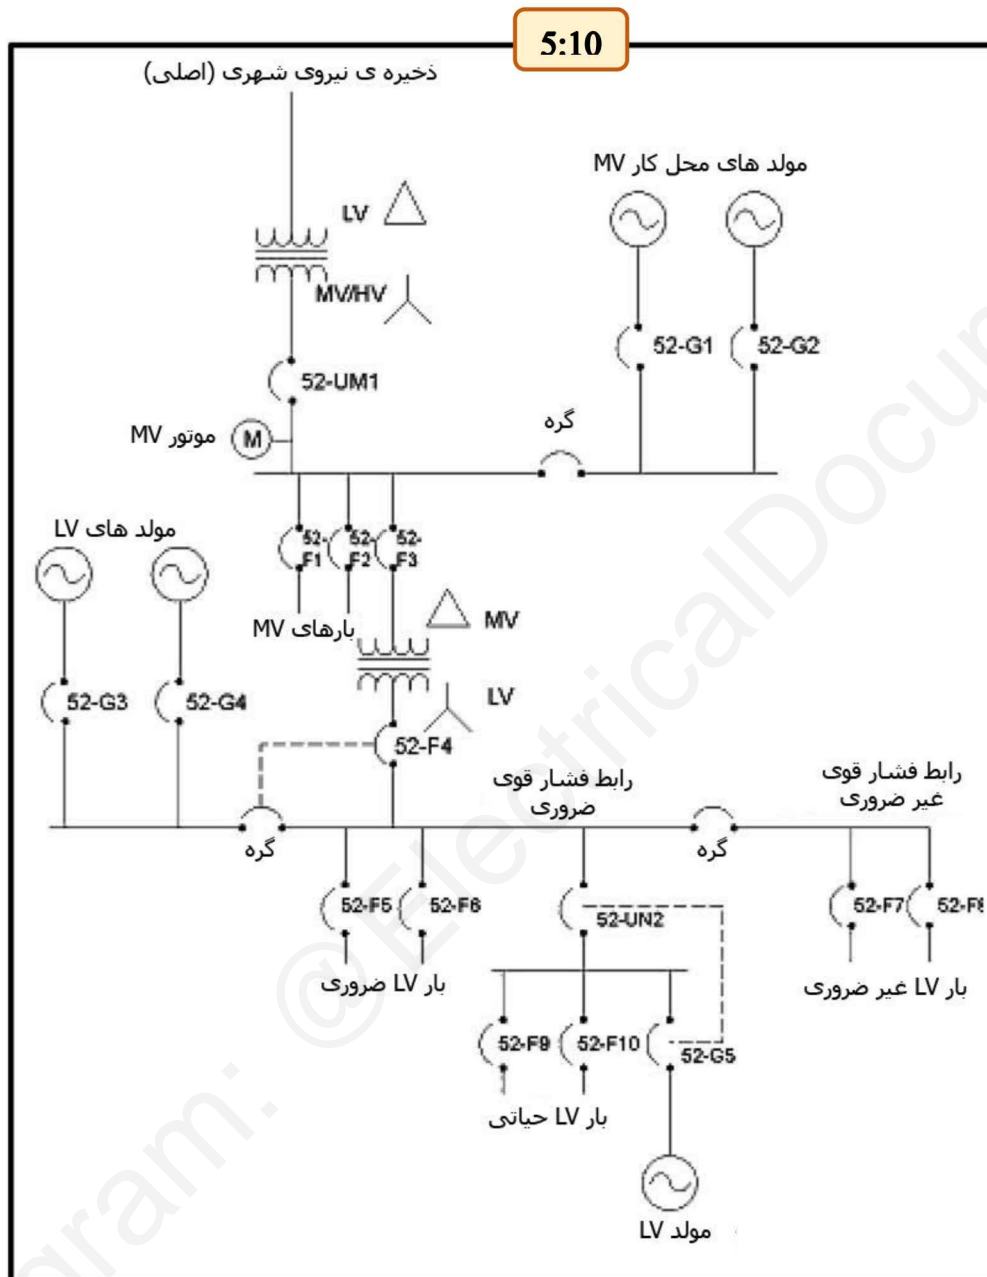 5:10
ذخیره ی نیروی شهری (اصلی)
مولد های محل کار MV
LV
MV/HV
52-G1
52-G2
52-UM1
موتور MV
M
گره
مولد های LV
52-F1
52-F2
52-F3
بارهای MV
MV
LV
52-G3
52-G4
52-F4
رابط فشار قوی
ضروری
رابط فشار قوی
غیر ضروری
گره
گره
52-F5
52-F6
52-UN2
52-F7
52-F8
بار LV ضروری
بار LV غیر ضروری
52-F9
52-F10
52-G5
بار LV حیاتی
مولد LV
gram: @ElectricalDocum